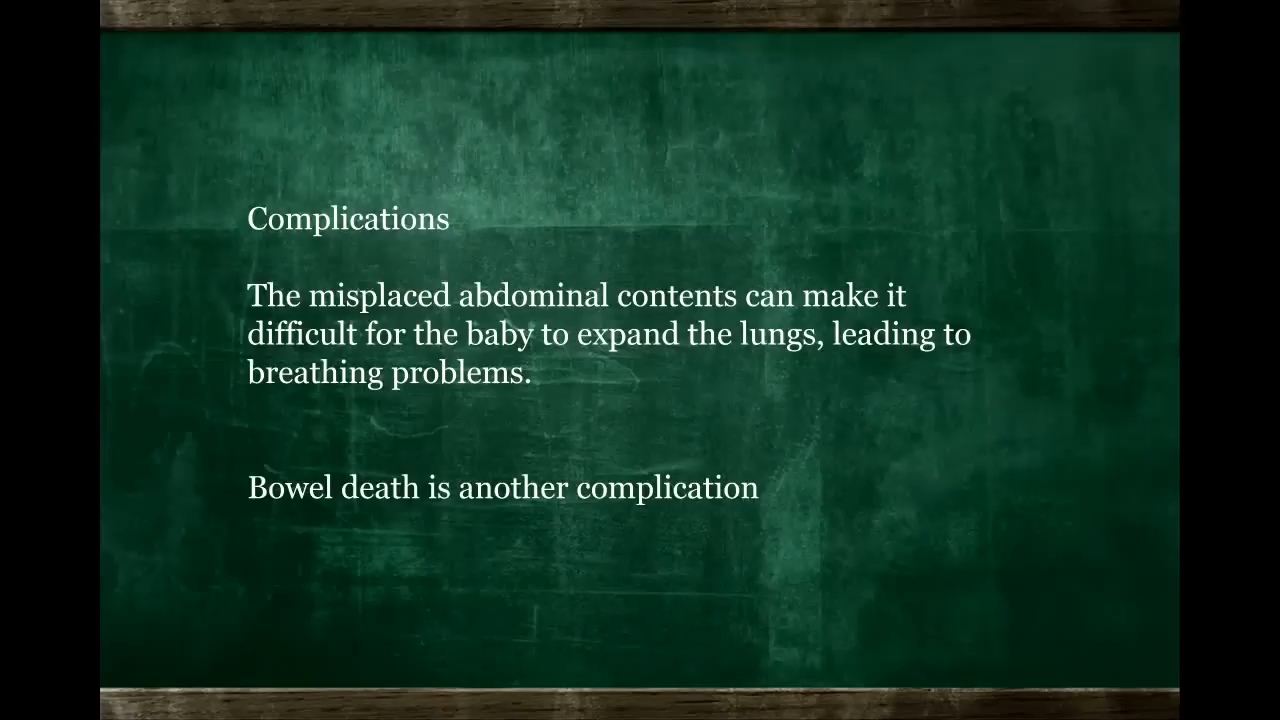 Complications
The misplaced abdominal contents can make it
difficult for the baby to expand the lungs, leading to
breathing problems.
Bowel death is another complication